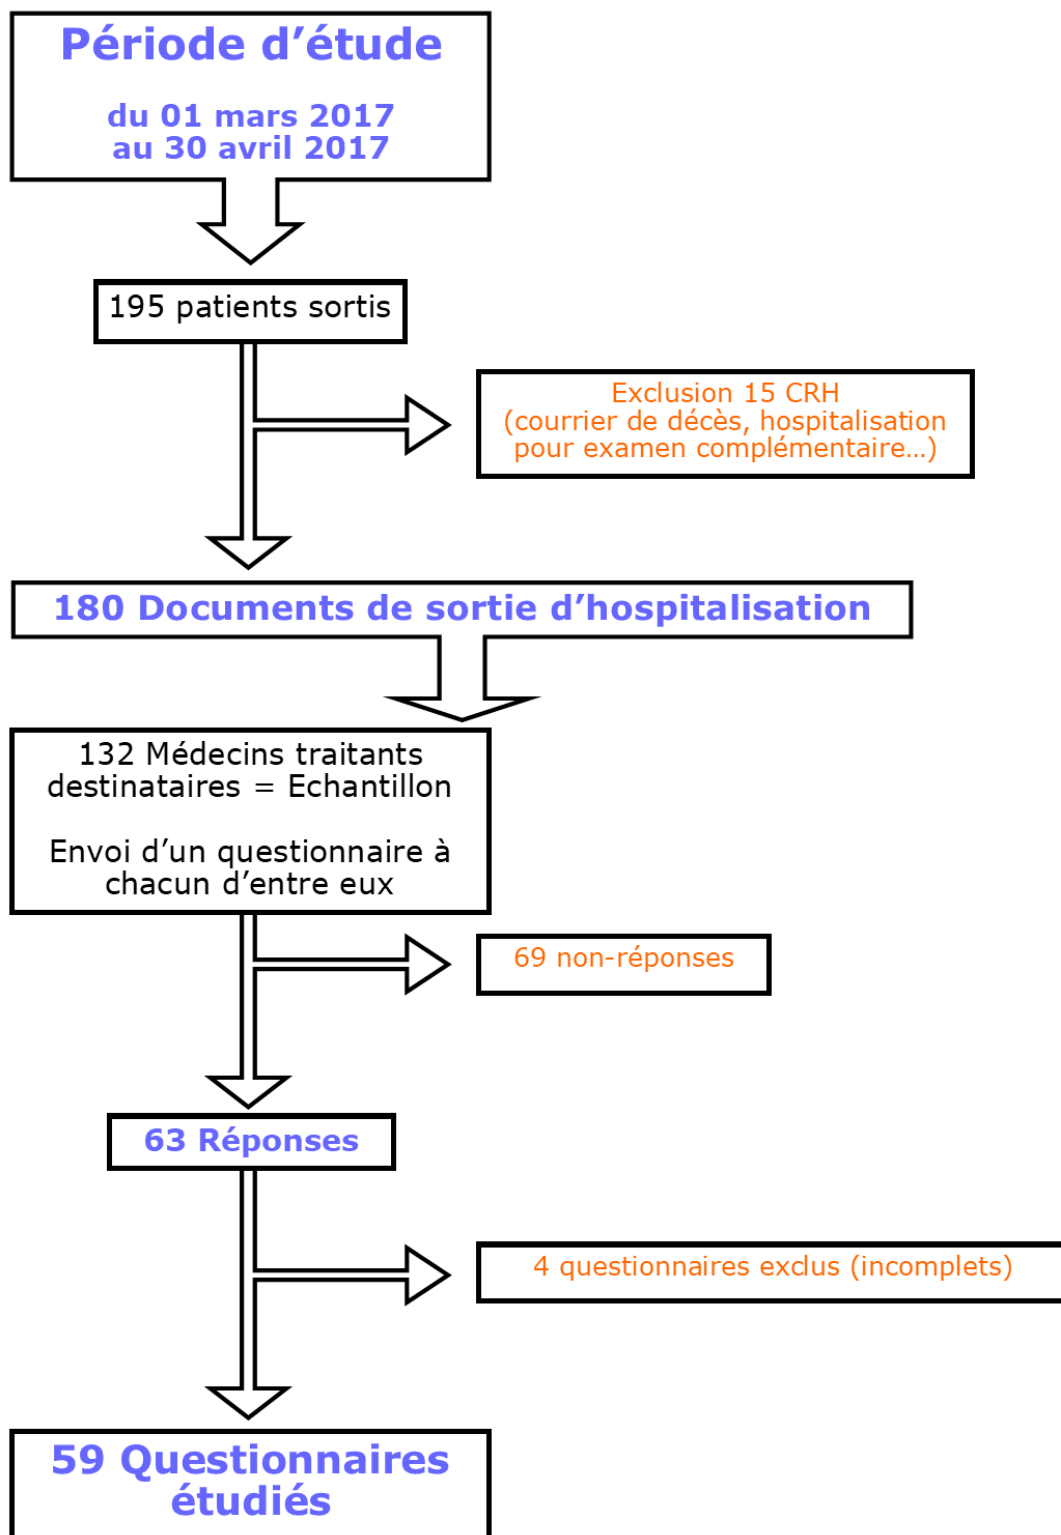 Période d’étude
du 01 mars 2017
au 30 avril 2017
195 patients sortis
Exclusion 15 CRH
(courrier de décès, hospitalisation
pour examen complémentaire…)
180 Documents de sortie d’hospitalisation
132 Médecins traitants
destinataires = Echantillon
Envoi d’un questionnaire à
chacun d’entre eux
69 non-réponses
63 Réponses
4 questionnaires exclus (incomplets)
59 Questionnaires
étudiés